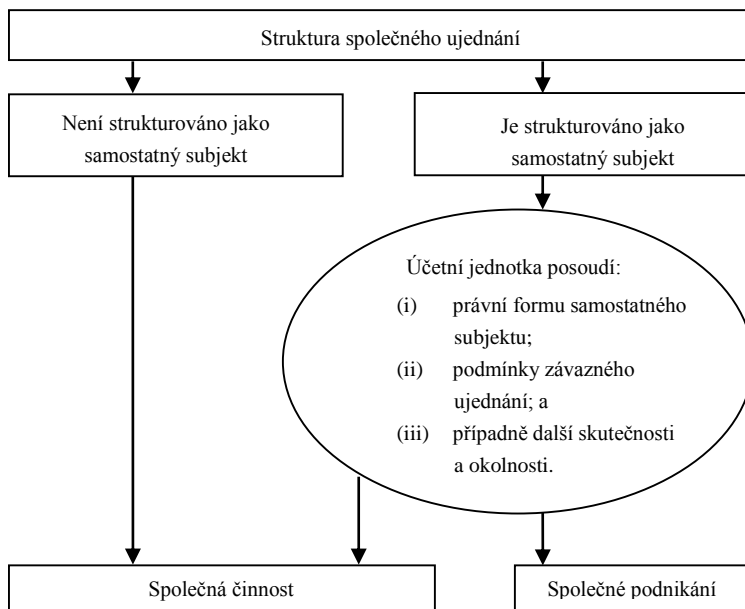 Struktura společného ujednání
Není strukturováno jako
samostatný subjekt
Je strukturováno jako
samostatný subjekt
Účetní jednotka posoudí:
(i) právní formu samostatného
subjektu;
(ii) podmínky závazného
ujednání; a
(iii) případně další skutečnosti
a okolnosti.
Společná činnost
Společné podnikání